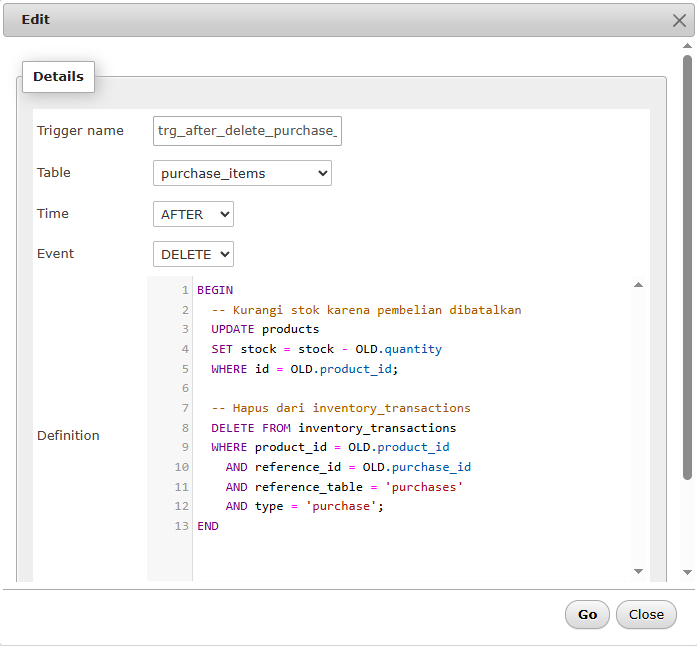 Edit
Details
Trigger name trg_after_delete_purchase_
Table purchase_items
Time AFTER
Event DELETE
Definition
1 BEGIN
2 -- Kurangi stok karena pembelian dibatalkan
3 UPDATE products
4 SET stock = stock - OLD.quantity
5 WHERE id = OLD.product_id;
6
7 -- Hapus dari inventory_transactions
8 DELETE FROM inventory_transactions
9 WHERE product_id = OLD.product_id
10 AND reference_id = OLD.purchase_id
11 AND reference_table = 'purchases'
12 AND type = 'purchase';
13 END
Go Close